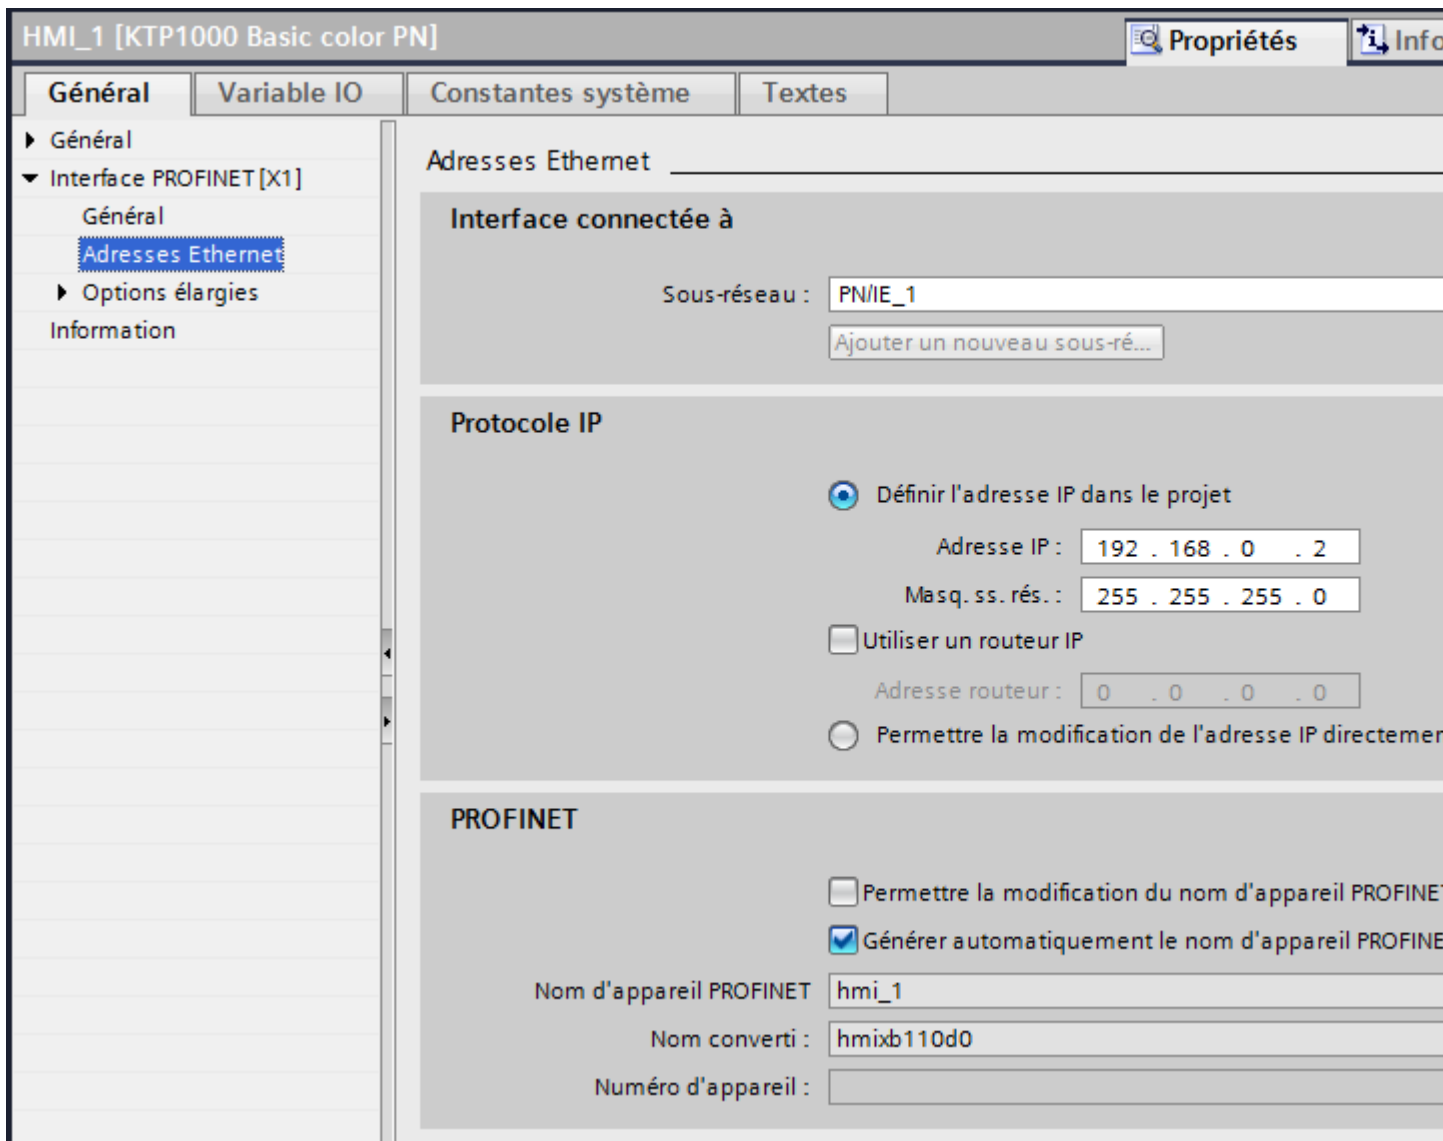 HMI_1 [KTP1000 Basic color PN]
Propriétés
Info
Général
Variable IO
Constantes système
Textes
Général
Interface PROFINET [X1]
Général
Adresses Ethernet
Options élargies
Information
Adresses Ethernet
Interface connectée à
Sous-réseau : PN/IE_1
Ajouter un nouveau sous-ré...
Protocole IP
Définir l'adresse IP dans le projet
Adresse IP : 192 . 168 . 0 . 2
Masq. ss. rés. : 255 . 255 . 255 . 0
Utiliser un routeur IP
Adresse routeur : 0 . 0 . 0 . 0
Permettre la modification de l'adresse IP directemen
PROFINET
Permettre la modification du nom d'appareil PROFINET
Générer automatiquement le nom d'appareil PROFINE
Nom d'appareil PROFINET hmi_1
Nom converti : hmixb110d0
Numéro d'appareil :